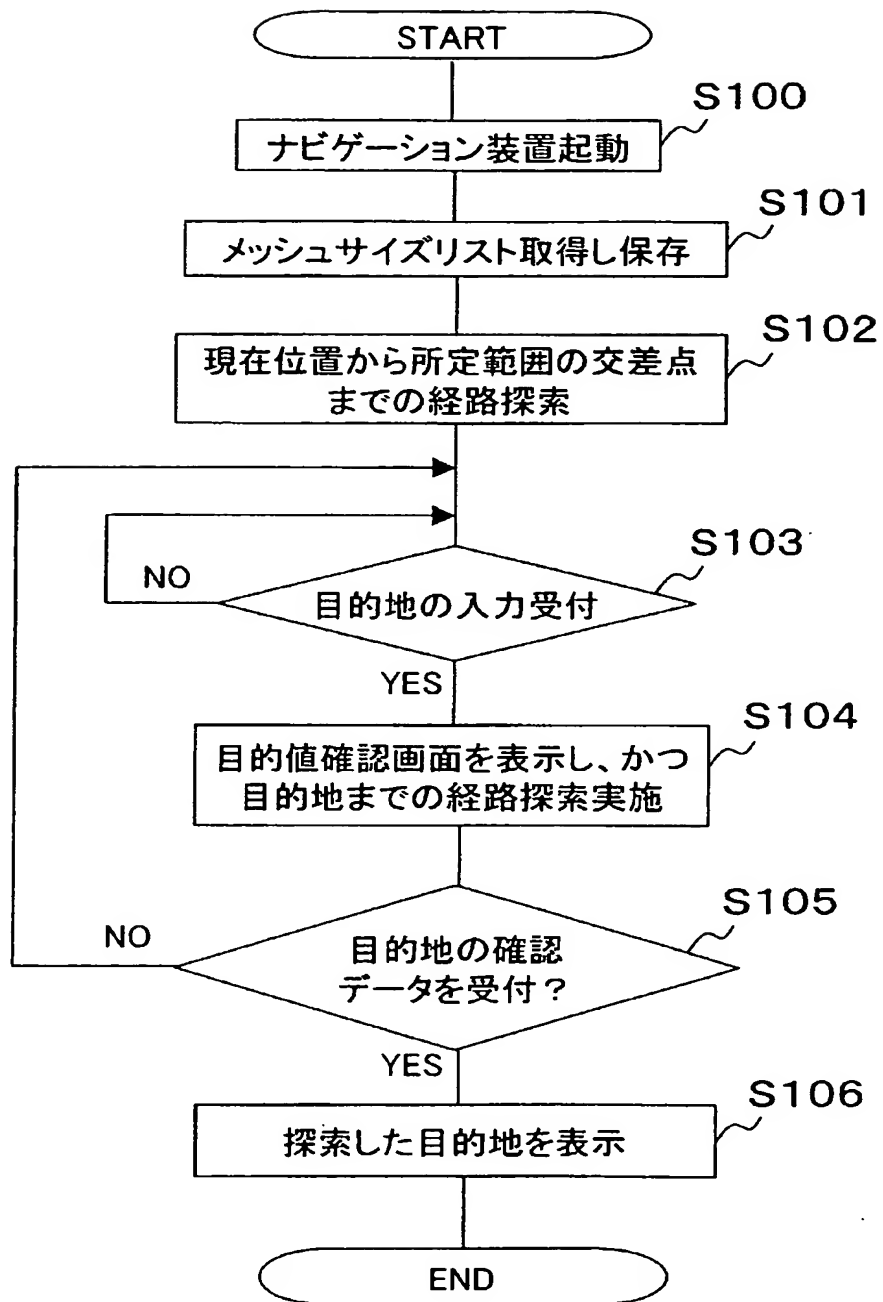 START
S100
ナビゲーション装置起動
S101
メッシュサイズリスト取得し保存
S102
現在位置から所定範囲の交差点
までの経路探索
S103
NO
目的地の入力受付
YES
S104
目的値確認画面を表示し、かつ
目的地までの経路探索実施
S105
NO
目的地の確認
データを受付？
YES
S106
探索した目的地を表示
END